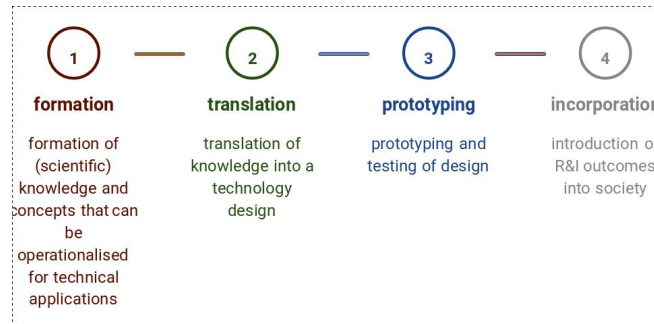 1
2
3
4
formation
translation
prototyping
formation of
(scientific)
knowledge and
concepts that can
be
operationalised
for technical
applications
translation of
knowledge into a
technology
design
prototyping and
testing of design
introduction
R&I outcomes
into society